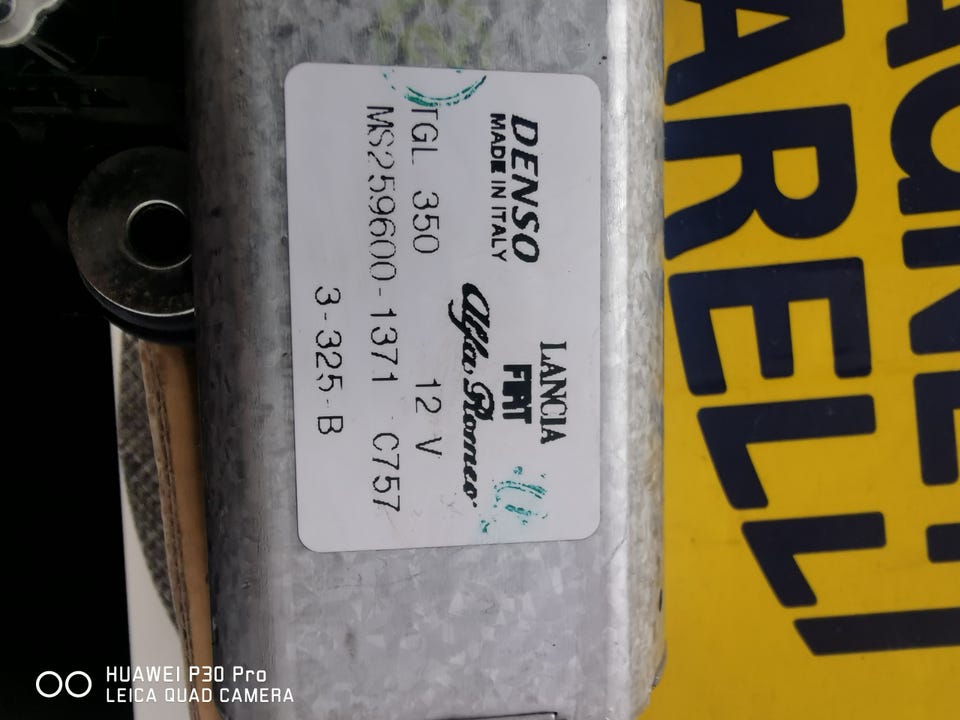 DENSO
MADE IN ITALY
LANCIA
FIAT
Alfa Romeo
TGL 350 12 V
MS259600-1371 C757
3-325-B
ARELLI
HUAWEI P30 Pro
LEICA QUAD CAMERA